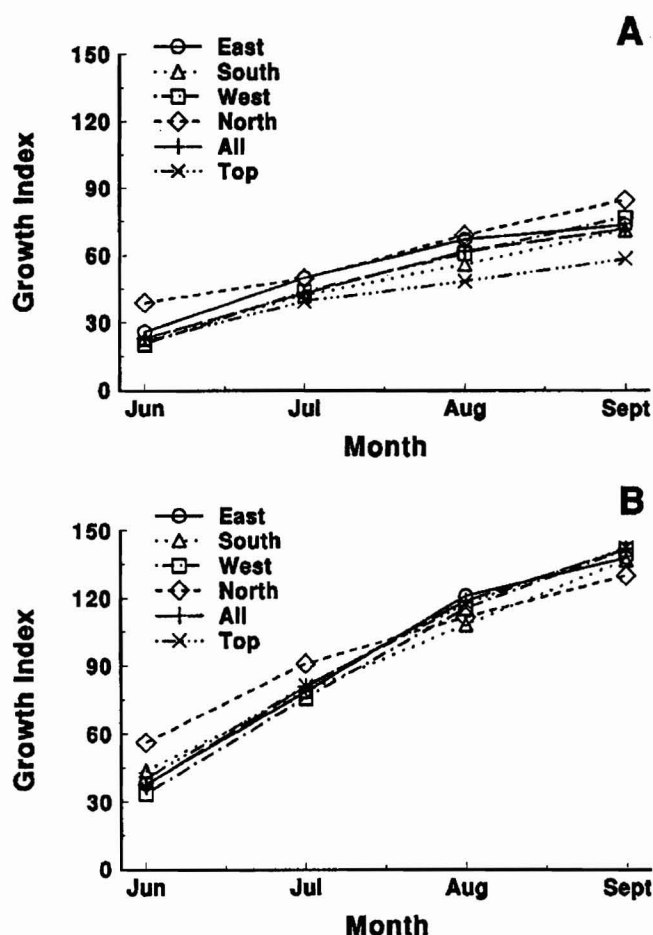 A
150
120
90
60
30
0
East
South
West
North
All
Top
Growth Index
Jun Jul Aug Sept
Month
B
150
120
90
60
30
0
East
South
West
North
All
Top
Growth Index
Jun Jul Aug Sept
Month